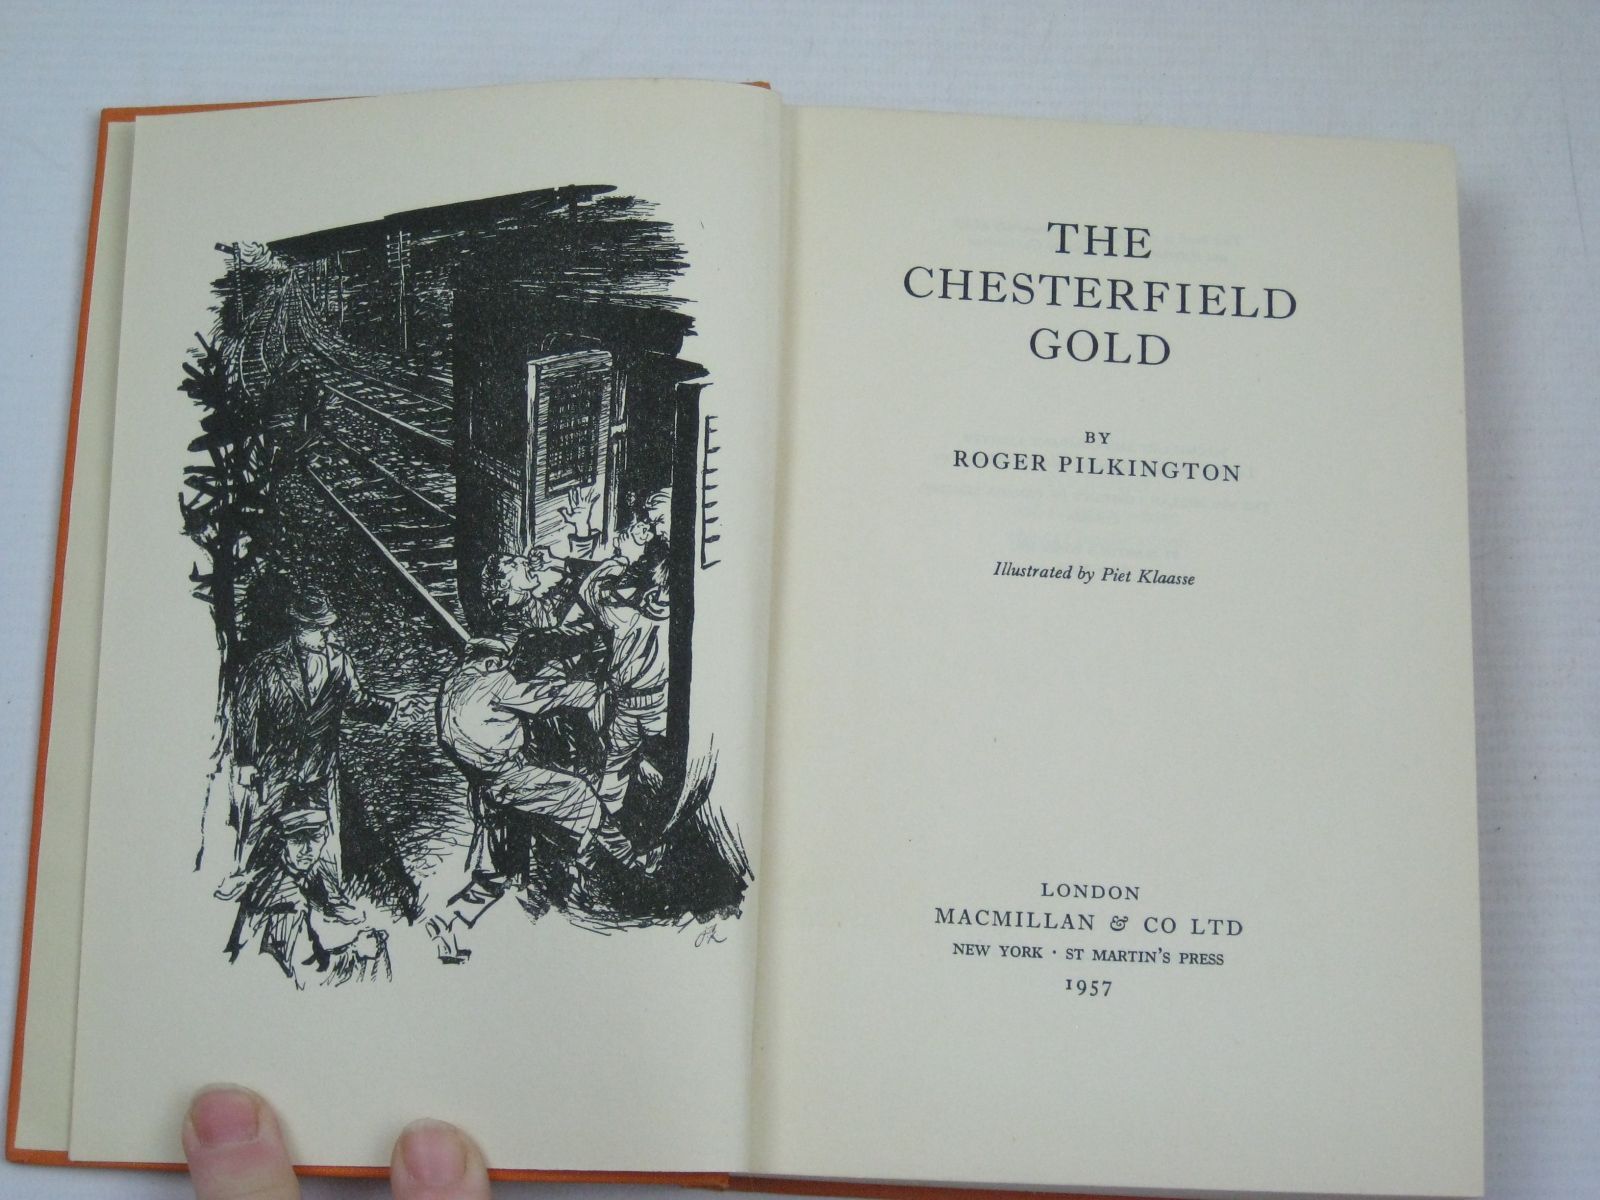 THE
CHESTERFIELD
GOLD
BY
ROGER PILKINGTON
Illustrated by Piet Klaasse
LONDON
MACMILLAN & CO LTD
NEW YORK · ST MARTIN'S PRESS
1957